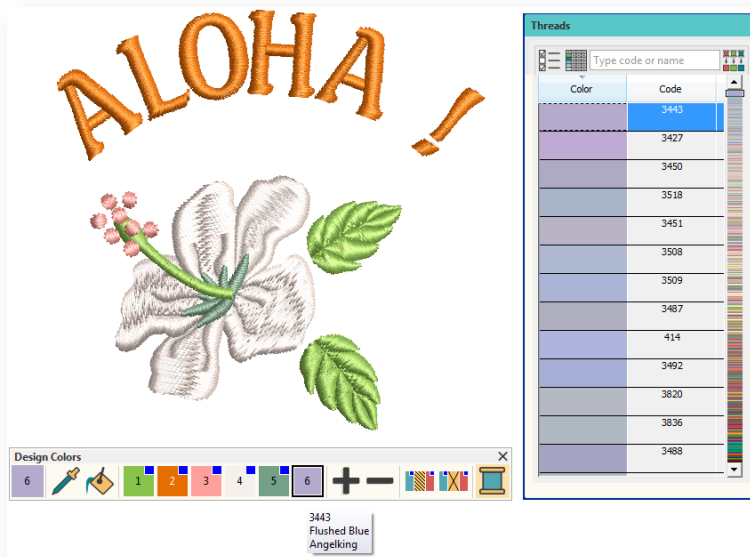 ALOHA !
Threads
Type code or name
Color Code
3443
3427
3450
3518
3451
3508
3509
3487
414
3492
3820
3836
3488
Design Colors
6 1 2 3 4 5 6
3443
Flushed Blue
Angelking